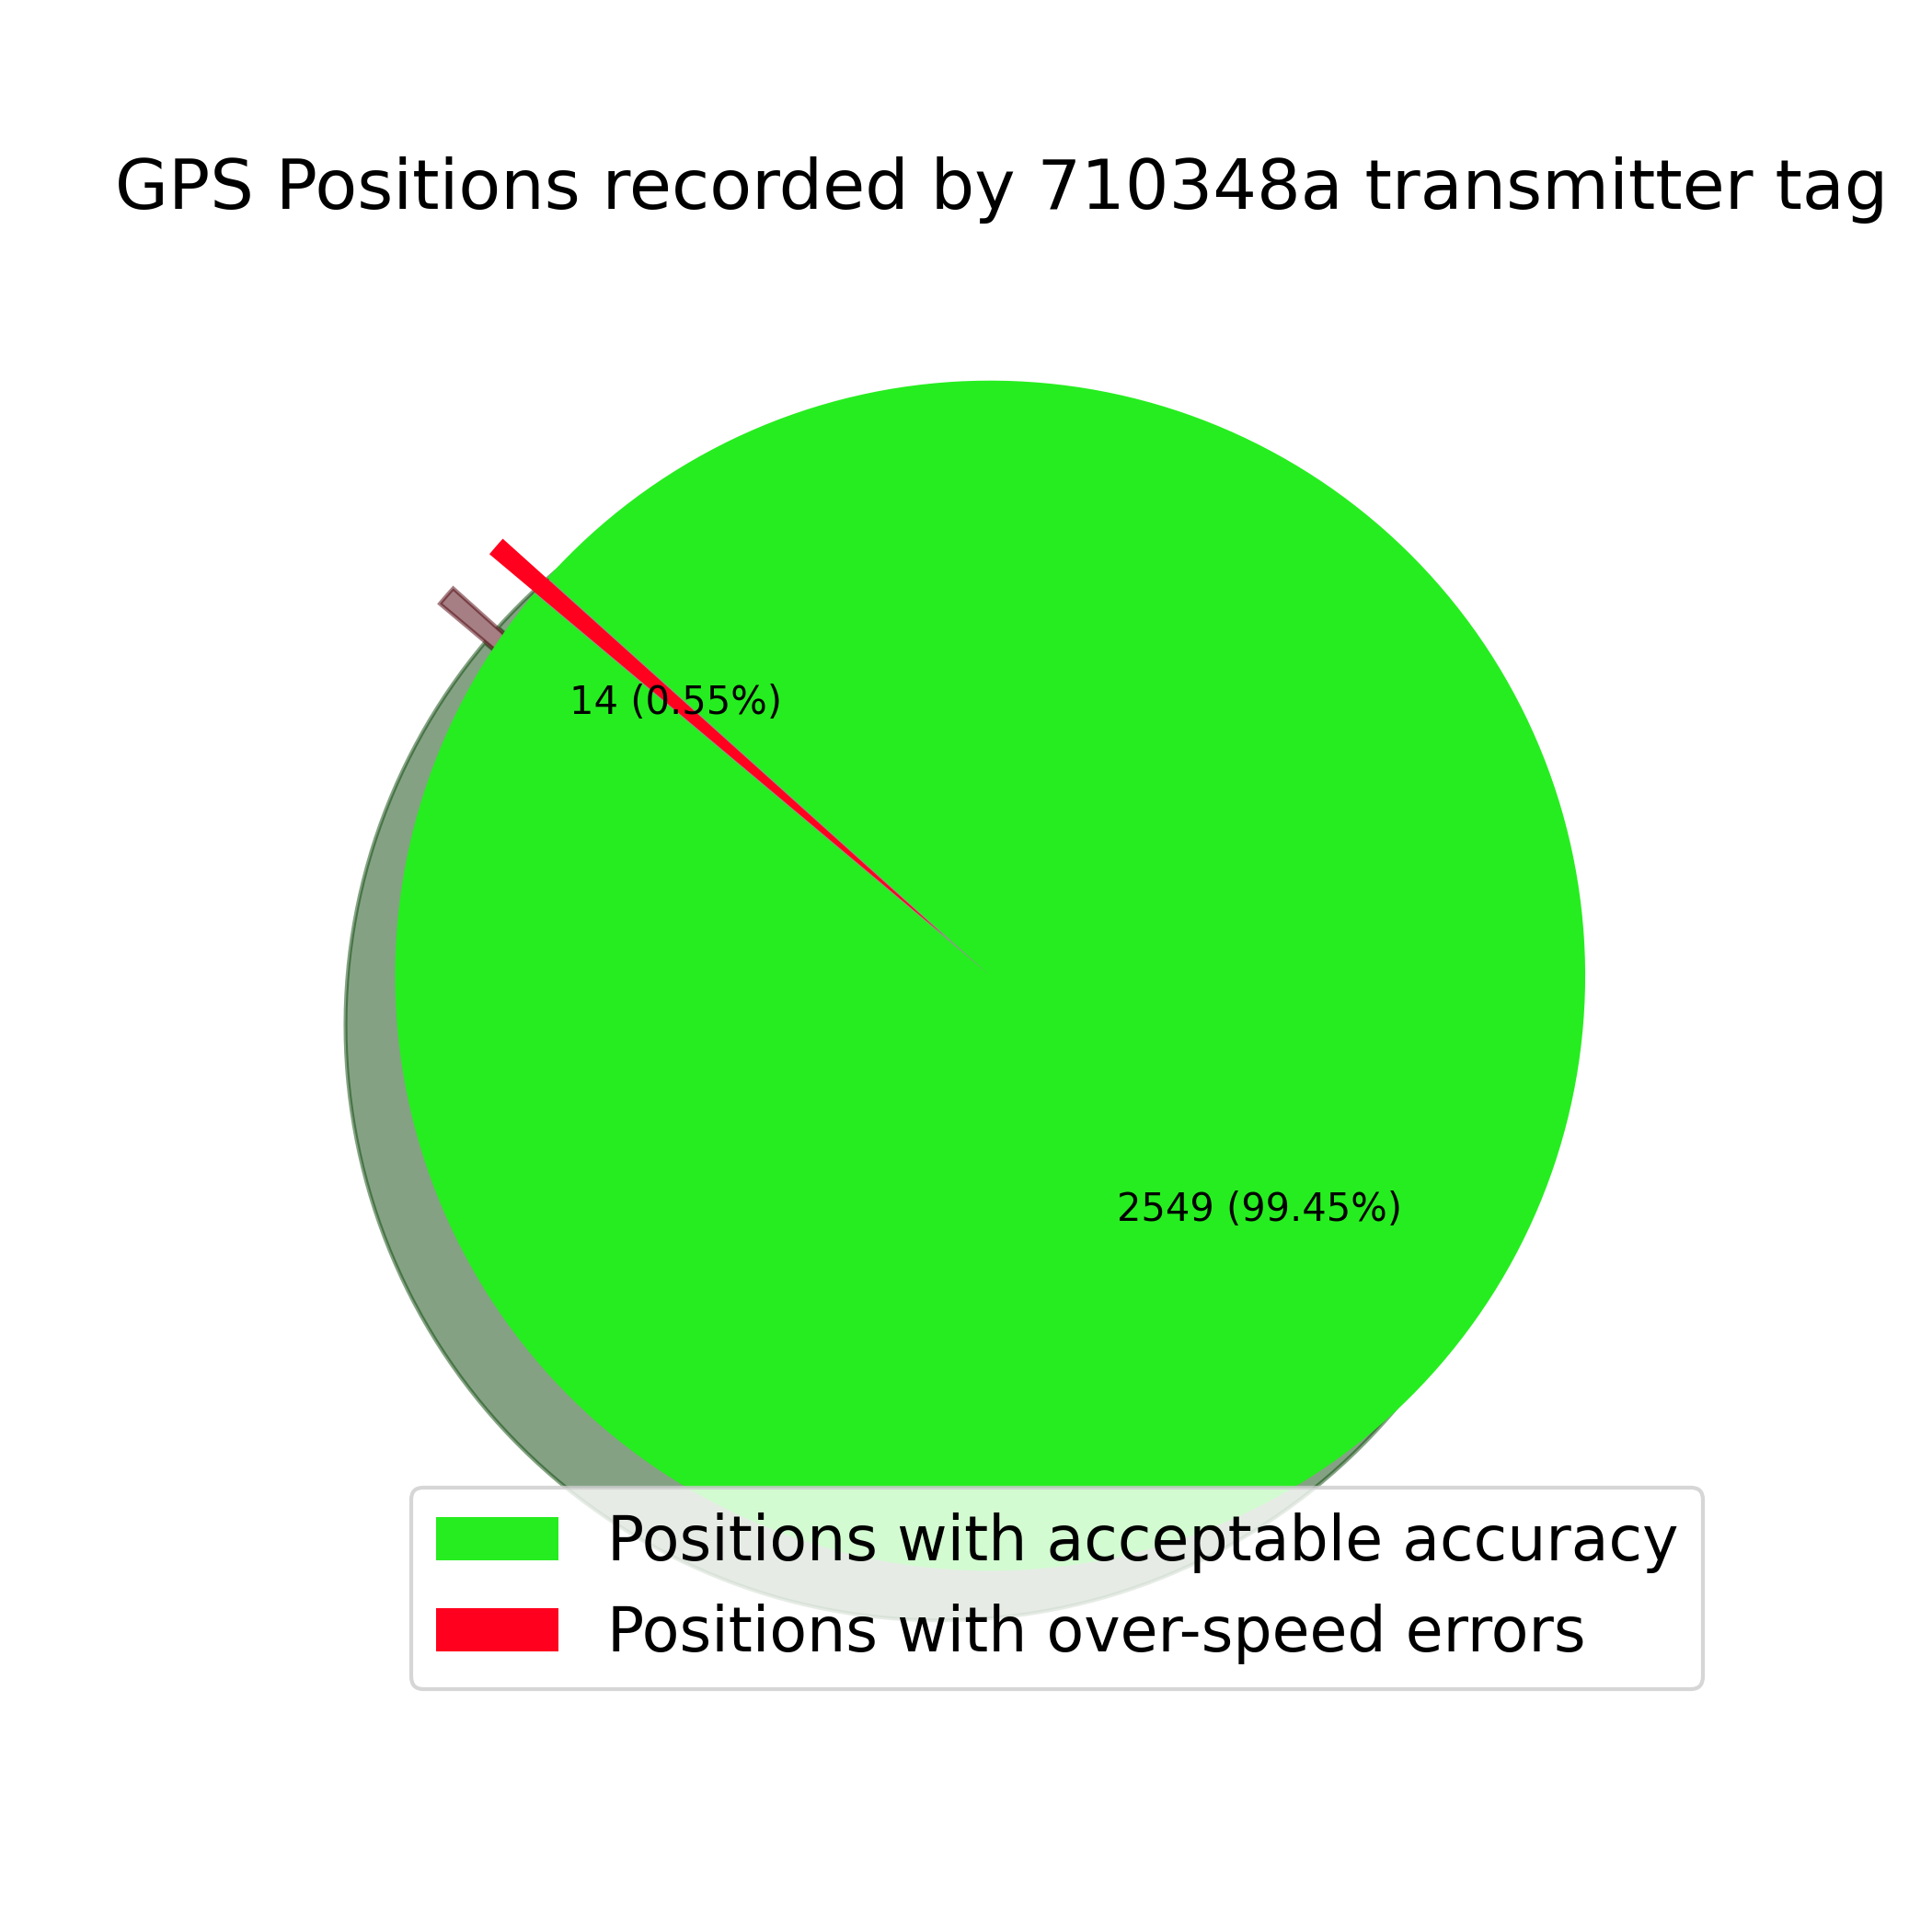 GPS Positions recorded by 710348a transmitter tag
14 (0.55%)
2549 (99.45%)
Positions with acceptable accuracy
Positions with over-speed errors